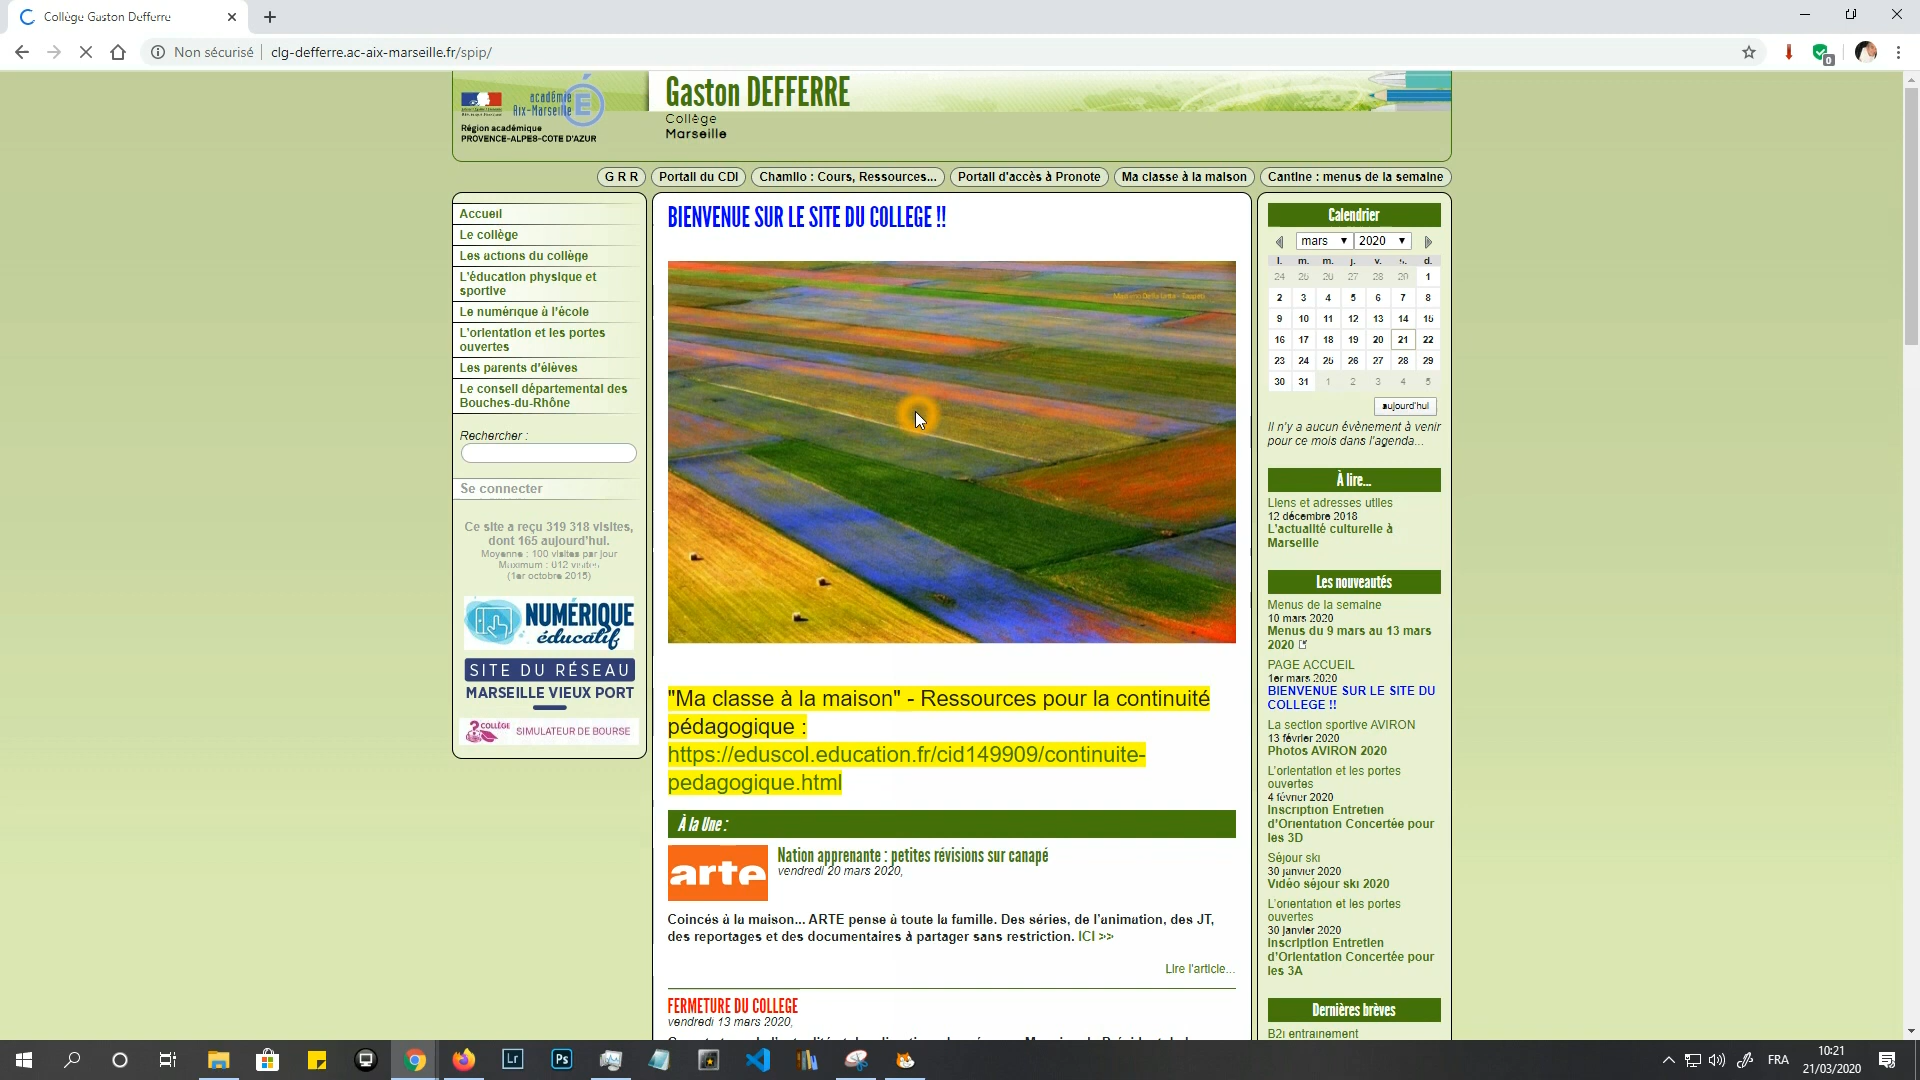 Collège Gaston Defferre
Non sécurisé
clg-defferre.ac-aix-marseille.fr/spip/
0
académie
Aix-Marseille
Région académique
PROVENCE-ALPES-COTE D'AZUR
Gaston DEFFERRE
Collège
Marseille
G R R
Portail du CDI
Chamilo : Cours, Ressources...
Portail d'accès à Pronote
Ma classe à la maison
Cantine : menus de la semaine
Accueil
Le collège
Les actions du collège
L'éducation physique et
sportive
Le numérique à l'école
L'orientation et les portes
ouvertes
Les parents d'élèves
Le conseil départemental des
Bouches-du-Rhône
Rechercher :
Se connecter
Ce site a reçu 319 318 visites,
dont 165 aujourd'hui.
Moyenne : 100 visites par jour
Maximum : 612 visites
(1er octobre 2015)
NUMÉRIQUE
éducatif
SITE DU RÉSEAU
MARSEILLE VIEUX PORT
COLLÈGE
SIMULATEUR DE BOURSE
BIENVENUE SUR LE SITE DU COLLEGE !!
"Ma classe à la maison" - Ressources pour la continuité
pédagogique :
https://eduscol.education.fr/cid149909/continuite-
pedagogique.html
À la Une :
arte
Nation apprenante : petites révisions sur canapé
vendredi 20 mars 2020,
Coincés à la maison... ARTE pense à toute la famille. Des séries, de l'animation, des JT,
des reportages et des documentaires à partager sans restriction. ICI >>
Lire l'article...
FERMETURE DU COLLEGE
vendredi 13 mars 2020,
Calendrier
mars 2020
l. m. m. j. v. s. d.
24 25 26 27 28 29 1
2 3 4 5 6 7 8
9 10 11 12 13 14 15
16 17 18 19 20 21 22
23 24 25 26 27 28 29
30 31 1 2 3 4 5
aujourd'hui
Il n'y a aucun évènement à venir
pour ce mois dans l'agenda...
À lire...
Liens et adresses utiles
12 décembre 2018
L'actualité culturelle à
Marseille
Les nouveautés
Menus de la semaine
10 mars 2020
Menus du 9 mars au 13 mars
2020
PAGE ACCUEIL
1er mars 2020
BIENVENUE SUR LE SITE DU
COLLEGE !!
La section sportive AVIRON
13 février 2020
Photos AVIRON 2020
L'orientation et les portes
ouvertes
4 février 2020
Inscription Entretien
d'Orientation Concertée pour
les 3D
Séjour ski
30 janvier 2020
Vidéo séjour ski 2020
L'orientation et les portes
ouvertes
30 janvier 2020
Inscription Entretien
d'Orientation Concertée pour
les 3A
Dernières brèves
B2i entrainement
Lr
Ps
FRA
10:21
21/03/2020